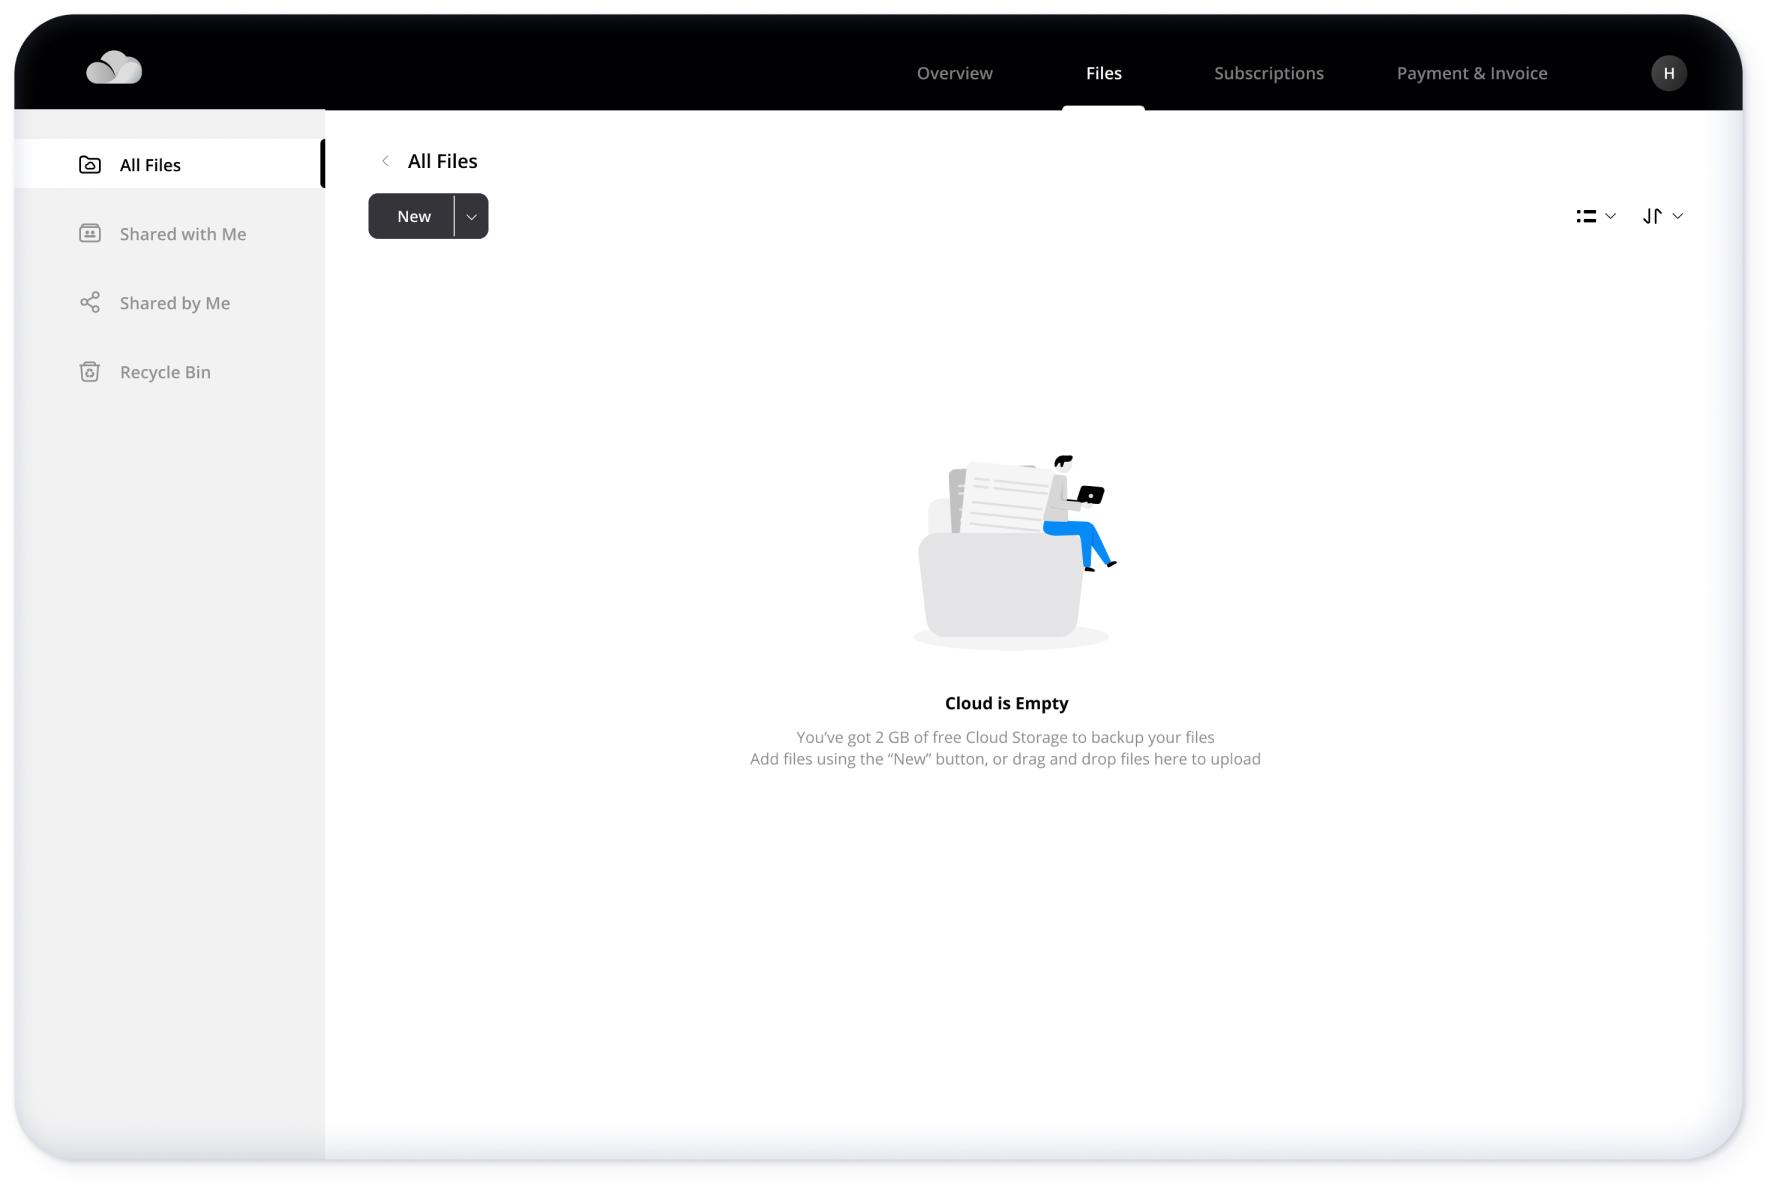 Overview
Files
Subscriptions
Payment & Invoice
H
All Files
Shared with Me
Shared by Me
Recycle Bin
All Files
New
Cloud is Empty
You’ve got 2 GB of free Cloud Storage to backup your files
Add files using the “New” button, or drag and drop files here to upload